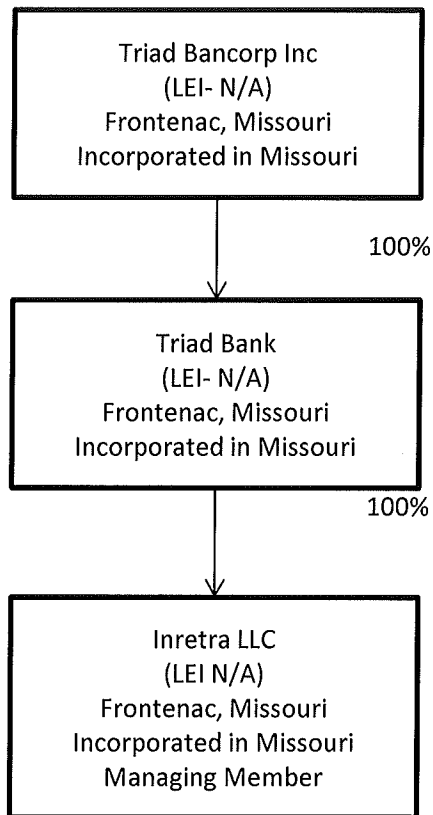 Triad Bancorp Inc
(LEI- N/A)
Frontenac, Missouri
Incorporated in Missouri
100%
Triad Bank
(LEI- N/A)
Frontenac, Missouri
Incorporated in Missouri
100%
Inretra LLC
(LEI N/A)
Frontenac, Missouri
Incorporated in Missouri
Managing Member